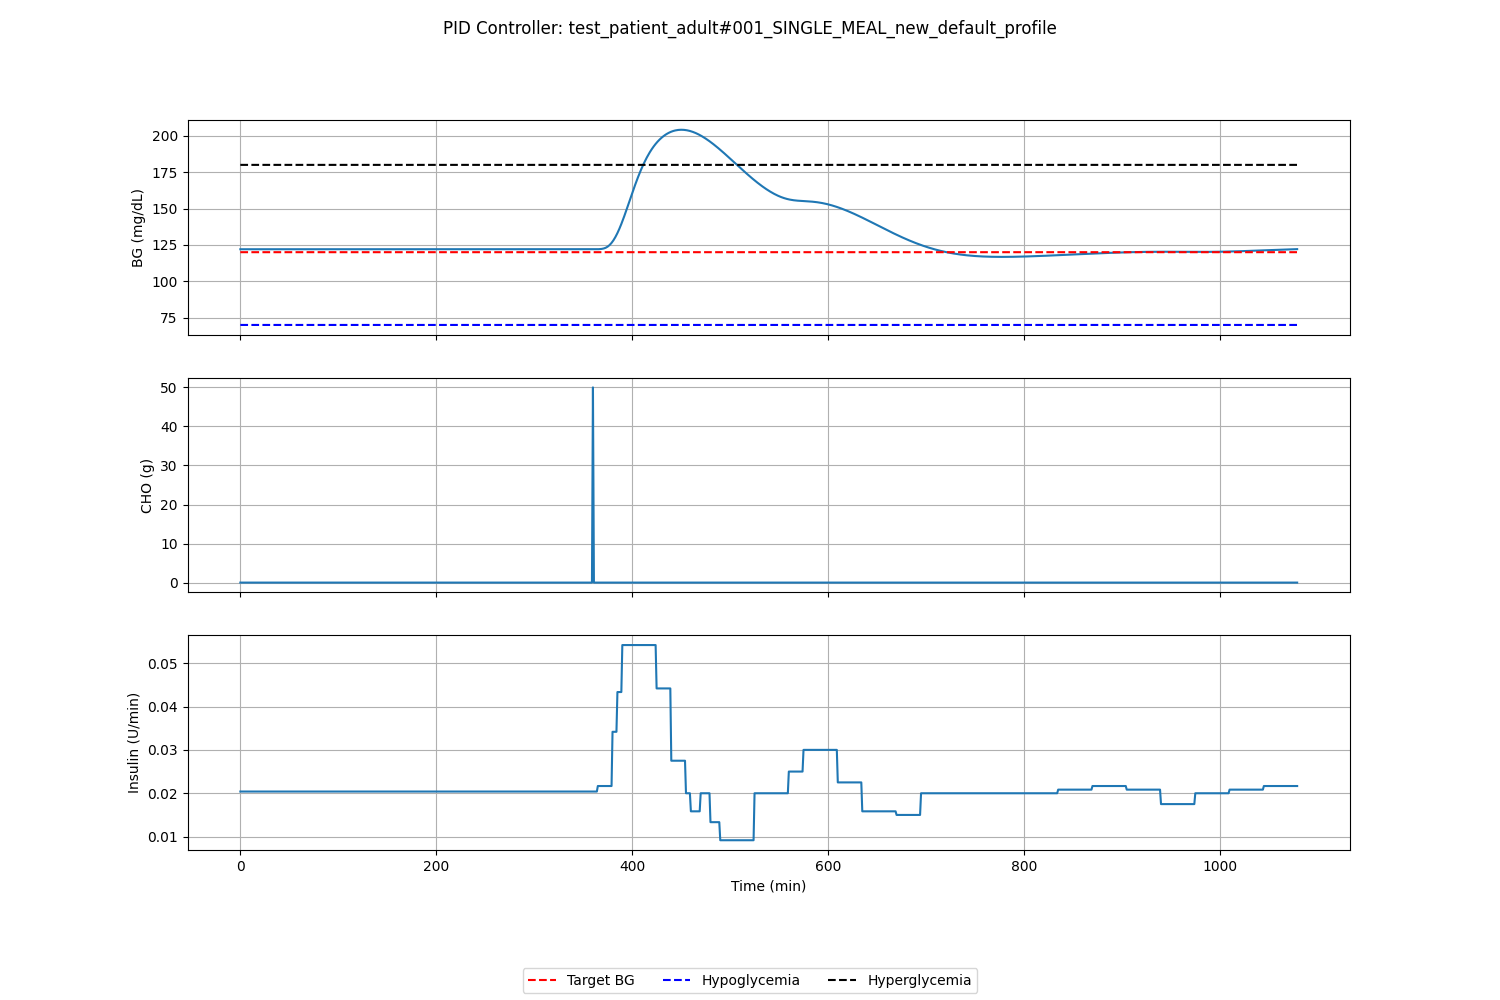 PID Controller: test_patient_adult#001_SINGLE_MEAL_new_default_profile
BG (mg/dL)
200
175
150
125
100
75
CHO (g)
50
40
30
20
10
0
Insulin (U/min)
0.05
0.04
0.03
0.02
0.01
0 200 400 600 800 1000
Time (min)
Target BG Hypoglycemia Hyperglycemia